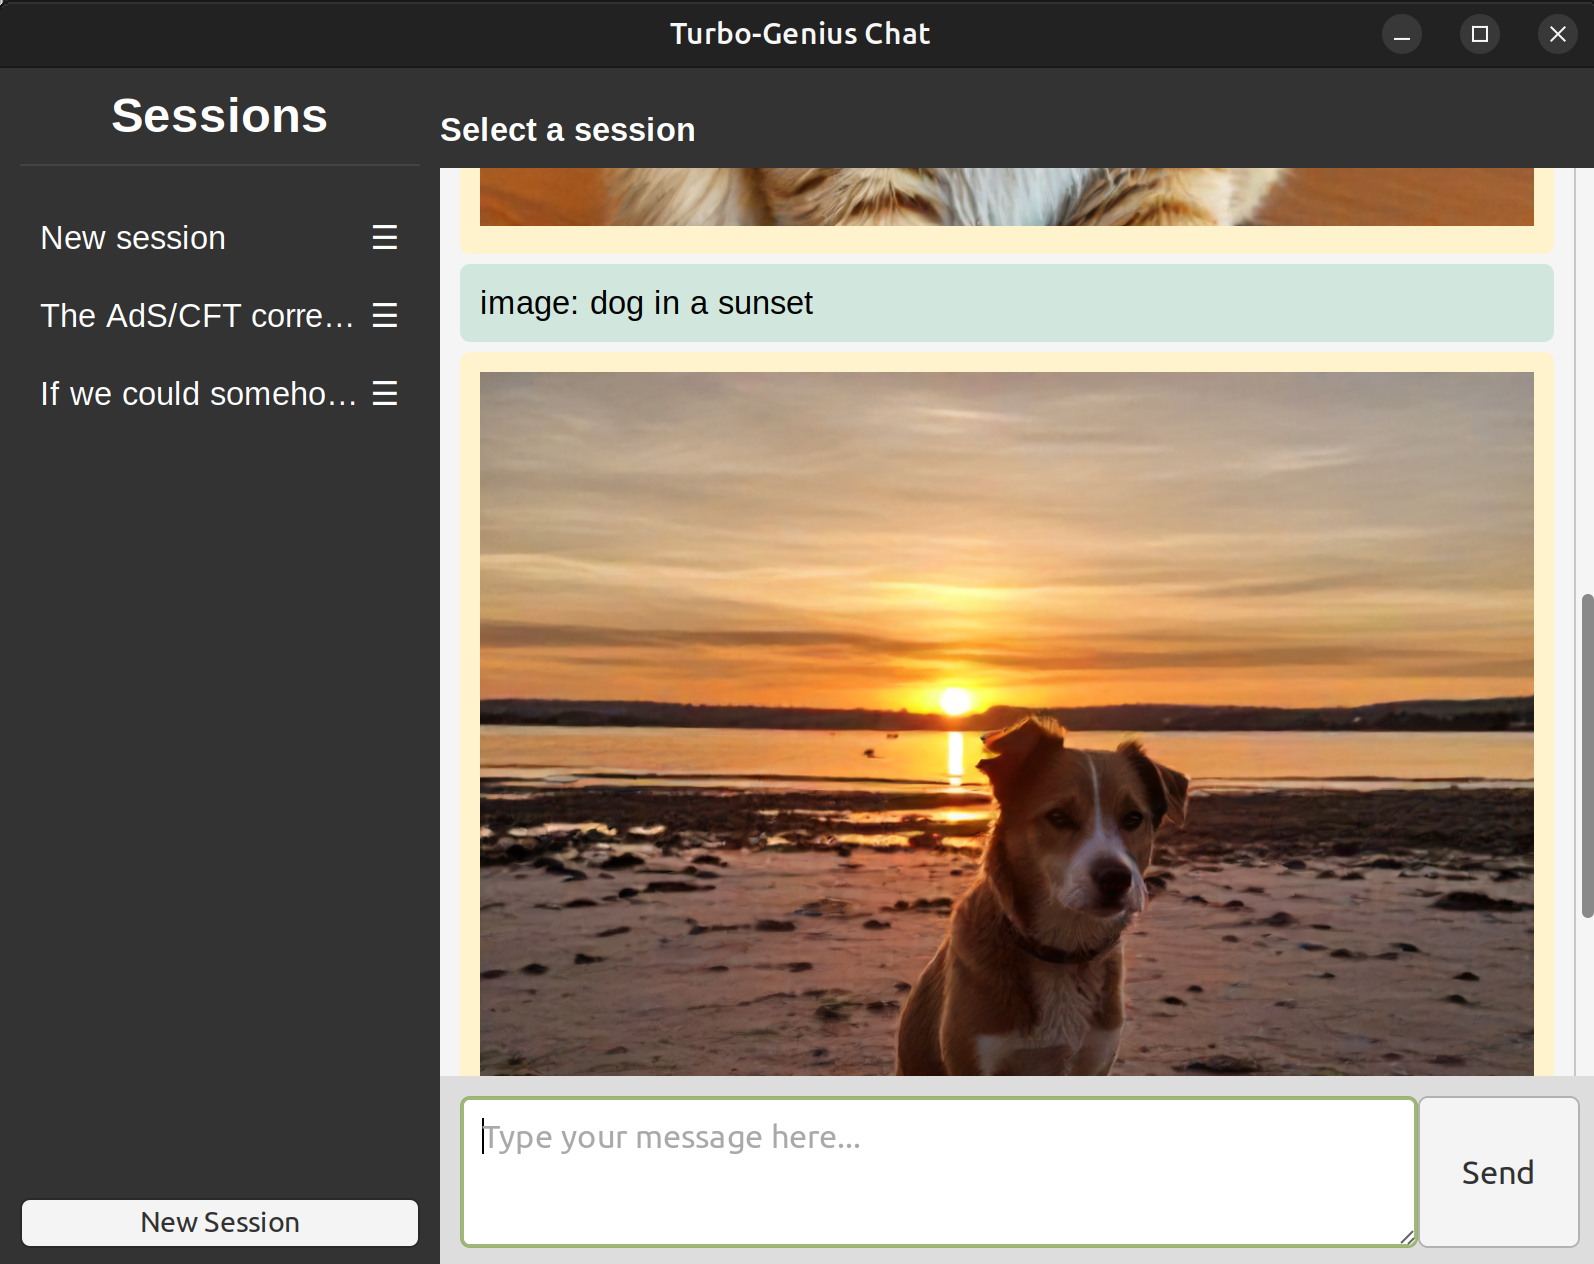 Turbo-Genius Chat
Sessions
New session
The AdS/CFT corre...
If we could someho...
New Session
Select a session
image: dog in a sunset
Type your message here...
Send